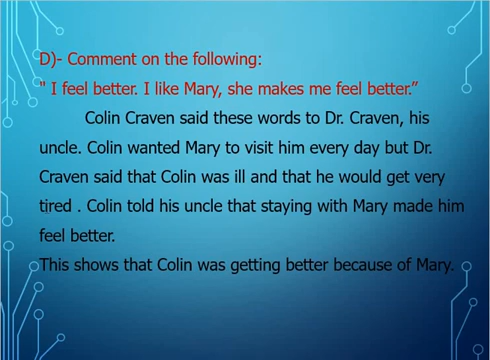 D)- Comment on the following:
" I feel better. I like Mary, she makes me feel better.”
Colin Craven said these words to Dr. Craven, his
uncle. Colin wanted Mary to visit him every day but Dr.
Craven said that Colin was ill and that he would get very
tired . Colin told his uncle that staying with Mary made him
feel better.
This shows that Colin was getting better because of Mary.